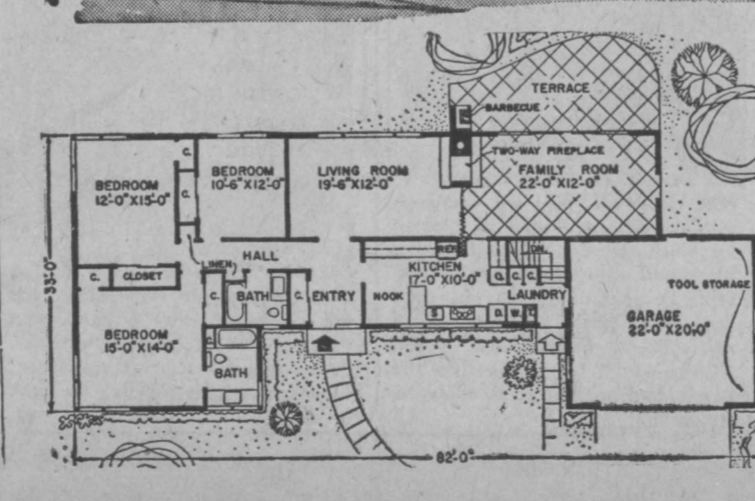 TERRACE
BARBECUE
C.
TWO-WAY FIREPLACE
BEDROOM
12'-0"X15'-0"
BEDROOM
10'-6"X12'-0"
LIVING ROOM
19'-6"X12'-0"
FAMILY ROOM
22'-0"X12'-0"
C.
HALL
LINEN
REF.
DN.
33'-0"
C.
CLOSET
KITCHEN
17'-0"X10'-0"
C.
C.
C.
BATH
C.
ENTRY
NOOK
O.
LAUNDRY
TOOL STORAGE
GARAGE
22'-0"X20'-0"
S
D.
W.
BEDROOM
15'-0"X14'-0"
C.
BATH
82'-0"